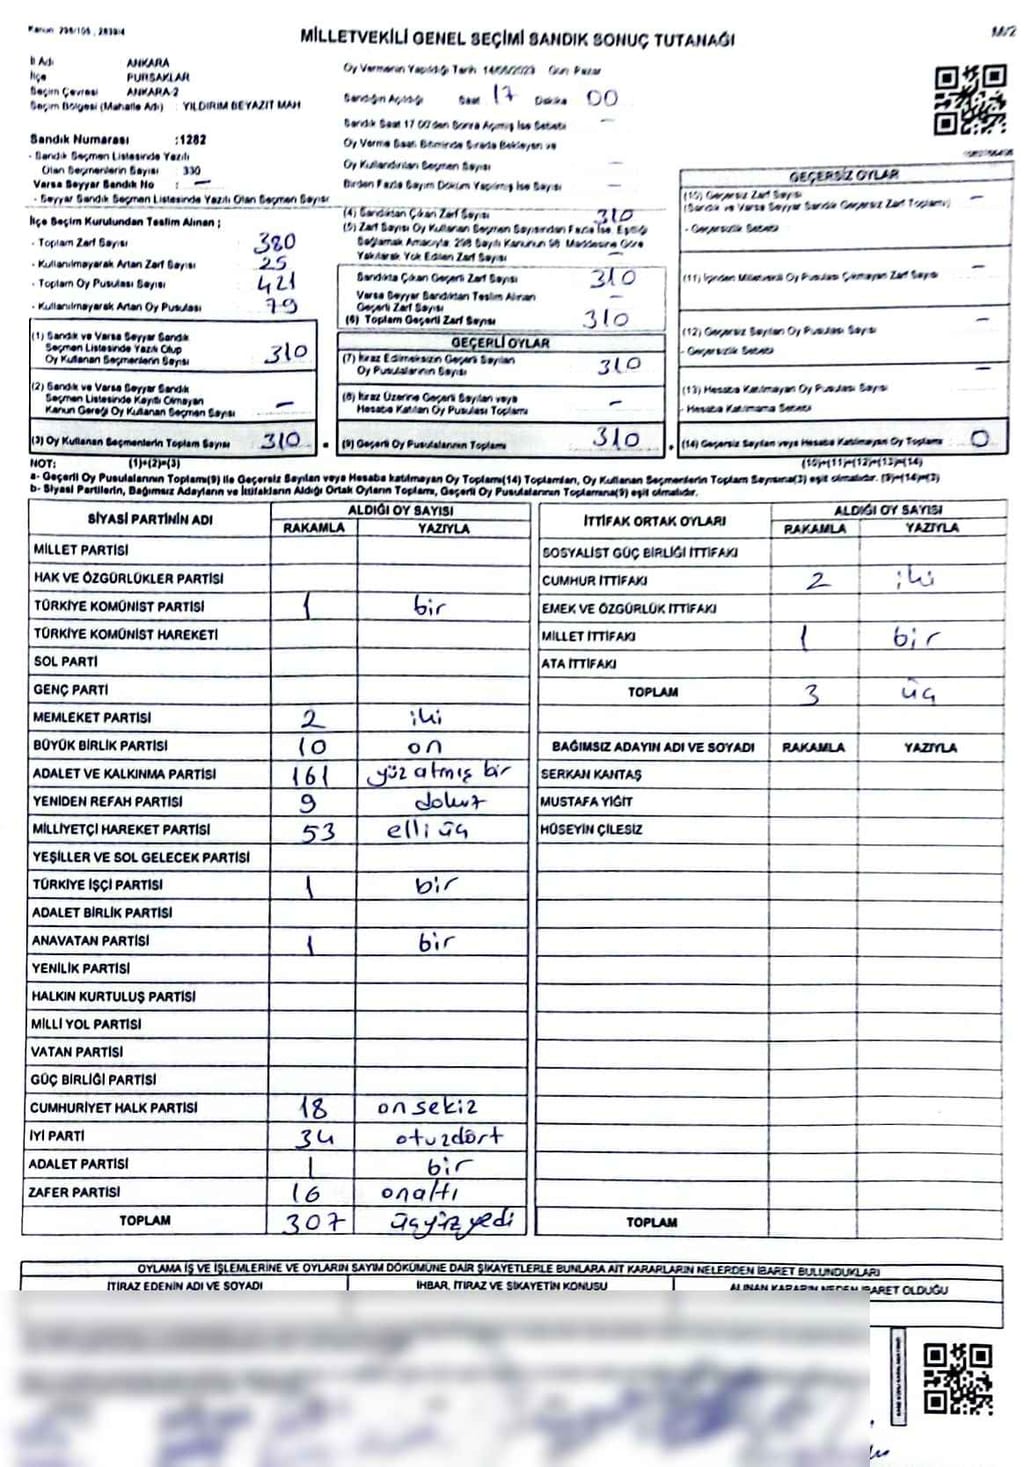 Kanun: 298/105 , 2839/4
MİLLETVEKİLİ GENEL SEÇİMİ SANDIK SONUÇ TUTANAĞI
M/2
İl Adı ANKARA
İlçe PURSAKLAR
Seçim Çevresi ANKARA-2
Seçim Bölgesi (Mahalle Adı) : YILDIRIM BEYAZIT MAH
Sandık Numarası :1282
- Sandık Seçmen Listesinde Yazılı
Olan Seçmenlerin Sayısı 330
Varsa Seyyar Sandık No : —
- Seyyar Sandık Seçmen Listesinde Yazılı Olan Seçmen Sayısı
Oy Vermenin Yapıldığı Tarih 14/05/2023 Gün Pazar
Sandığın Açıldığı Saat 17 Dakika 00
Sandık Saat 17 00'den Sonra Açılmış İse Sebebi —
Oy Verme Saati Bitiminde Sırada Bekleyen ve
Oy Kullandırılan Seçmen Sayısı —
Birden Fazla Sayım Döküm Yapılmış İse Sayısı —
İlçe Seçim Kurulundan Teslim Alınan ;
- Toplam Zarf Sayısı 380
- Kullanılmayarak Artan Zarf Sayısı 25
- Toplam Oy Pusulası Sayısı 421
- Kullanılmayarak Artan Oy Pusulası 79
(1) Sandık ve Varsa Seyyar Sandık
Seçmen Listesinde Yazılı Olup
Oy Kullanan Seçmenlerin Sayısı 310
(2) Sandık ve Varsa Seyyar Sandık
Seçmen Listesinde Kayıtlı Olmayan
Kanun Gereği Oy Kullanan Seçmen Sayısı —
(3) Oy Kullanan Seçmenlerin Toplam Sayısı 310
(4) Sandıktan Çıkan Zarf Sayısı 310
(5) Zarf Sayısı Oy Kullanan Seçmen Sayısından Fazla İse, Eşitliği
Sağlamak Amacıyla, 298 Sayılı Kanunun 98. Maddesine Göre
Yakılarak Yok Edilen Zarf Sayısı —
Sandıkta Çıkan Geçerli Zarf Sayısı 310
Varsa Seyyar Sandıktan Teslim Alınan
Geçerli Zarf Sayısı —
(6) Toplam Geçerli Zarf Sayısı 310
GEÇERLİ OYLAR
(7) İtiraz Edilmeksizin Geçerli Sayılan
Oy Pusulalarının Sayısı 310
(8) İtiraz Üzerine Geçerli Sayılan veya
Hesaba Katılan Oy Pusulası Toplamı —
(9) Geçerli Oy Pusulalarının Toplamı 310
GEÇERSİZ OYLAR
(10) Geçersiz Zarf Sayısı —
(Sandık ve Varsa Seyyar Sandık Geçersiz Zarf Toplamı)
- Geçersizlik Sebebi
(11) İçinden Milletvekili Oy Pusulası Çıkmayan Zarf Sayısı —
(12) Geçersiz Sayılan Oy Pusulası Sayısı —
- Geçersizlik Sebebi
(13) Hesaba Katılmayan Oy Pusulası Sayısı —
- Hesaba Katılmama Sebebi
(14) Geçersiz Sayılan veya Hesaba Katılmayan Oy Toplamı 0
NOT: (1)+(2)=(3) (10)+(11)+(12)+(13)=(14)
a- Geçerli Oy Pusulalarının Toplamı(9) ile Geçersiz Sayılan veya Hesaba katılmayan Oy Toplamı(14) Toplamları, Oy Kullanan Seçmenlerin Toplam Sayısına(3) eşit olmalıdır. (9)+(14)=(3)
b- Siyasi Partilerin, Bağımsız Adayların ve İttifakların Aldığı Ortak Oyların Toplamı, Geçerli Oy Pusulalarının Toplamına(9) eşit olmalıdır.
SİYASİ PARTİNİN ADI ALDIĞI OY SAYISI
RAKAMLA YAZIYLA
MİLLET PARTİSİ
HAK VE ÖZGÜRLÜKLER PARTİSİ
TÜRKİYE KOMÜNİST PARTİSİ 1 bir
TÜRKİYE KOMÜNİST HAREKETİ
SOL PARTİ
GENÇ PARTİ
MEMLEKET PARTİSİ 2 iki
BÜYÜK BİRLİK PARTİSİ 10 on
ADALET VE KALKINMA PARTİSİ 161 yüz atmış bir
YENİDEN REFAH PARTİSİ 9 dokuz
MİLLİYETÇİ HAREKET PARTİSİ 53 elli üç
YEŞİLLER VE SOL GELECEK PARTİSİ
TÜRKİYE İŞÇİ PARTİSİ 1 bir
ADALET BİRLİK PARTİSİ
ANAVATAN PARTİSİ 1 bir
YENİLİK PARTİSİ
HALKIN KURTULUŞ PARTİSİ
MİLLİ YOL PARTİSİ
VATAN PARTİSİ
GÜÇ BİRLİĞİ PARTİSİ
CUMHURİYET HALK PARTİSİ 18 onsekiz
İYİ PARTİ 34 otuzdört
ADALET PARTİSİ 1 bir
ZAFER PARTİSİ 16 onaltı
TOPLAM 307 üçyüzyedi
İTTİFAK ORTAK OYLARI ALDIĞI OY SAYISI
RAKAMLA YAZIYLA
SOSYALİST GÜÇ BİRLİĞİ İTTİFAKI
CUMHUR İTTİFAKI 2 iki
EMEK VE ÖZGÜRLÜK İTTİFAKI
MİLLET İTTİFAKI 1 bir
ATA İTTİFAKI
TOPLAM 3 üç
BAĞIMSIZ ADAYIN ADI VE SOYADI RAKAMLA YAZIYLA
SERKAN KANTAŞ
MUSTAFA YİĞİT
HÜSEYİN ÇİLESİZ
TOPLAM
OYLAMA İŞ VE İŞLEMLERİNE VE OYLARIN SAYIM DÖKÜMÜNE DAİR ŞİKAYETLERLE BUNLARA AİT KARARLARIN NELERDEN İBARET BULUNDUKLARI
İTİRAZ EDENİN ADI VE SOYADI İHBAR, İTİRAZ VE ŞİKAYETİN KONUSU ALINAN KARARIN NEDEN İBARET OLDUĞU